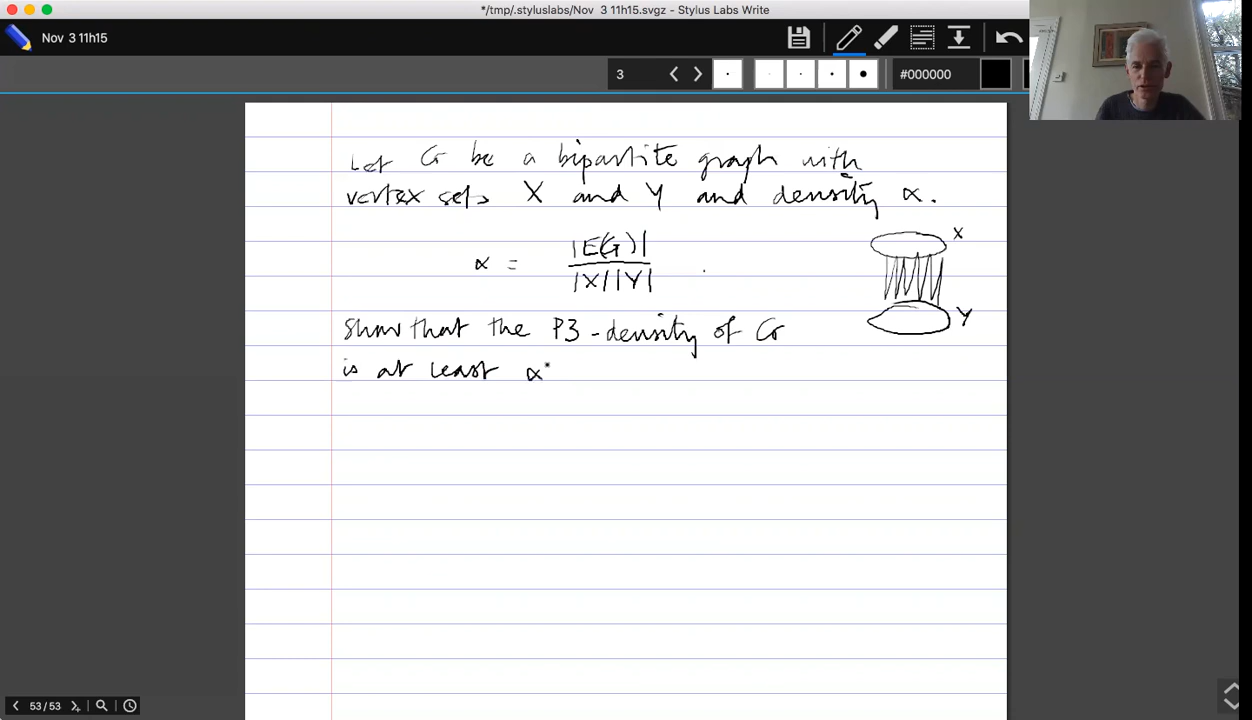 */tmp/.styluslabs/Nov 3 11h15.svgz - Stylus Labs Write
Nov 3 11h15
3
#000000
Let G be a bipartite graph with
vertex sets X and Y and density α.
α = |E(G)| / |X||Y| .
X
Y
Show that the P3-density of G
is at least α
53/53